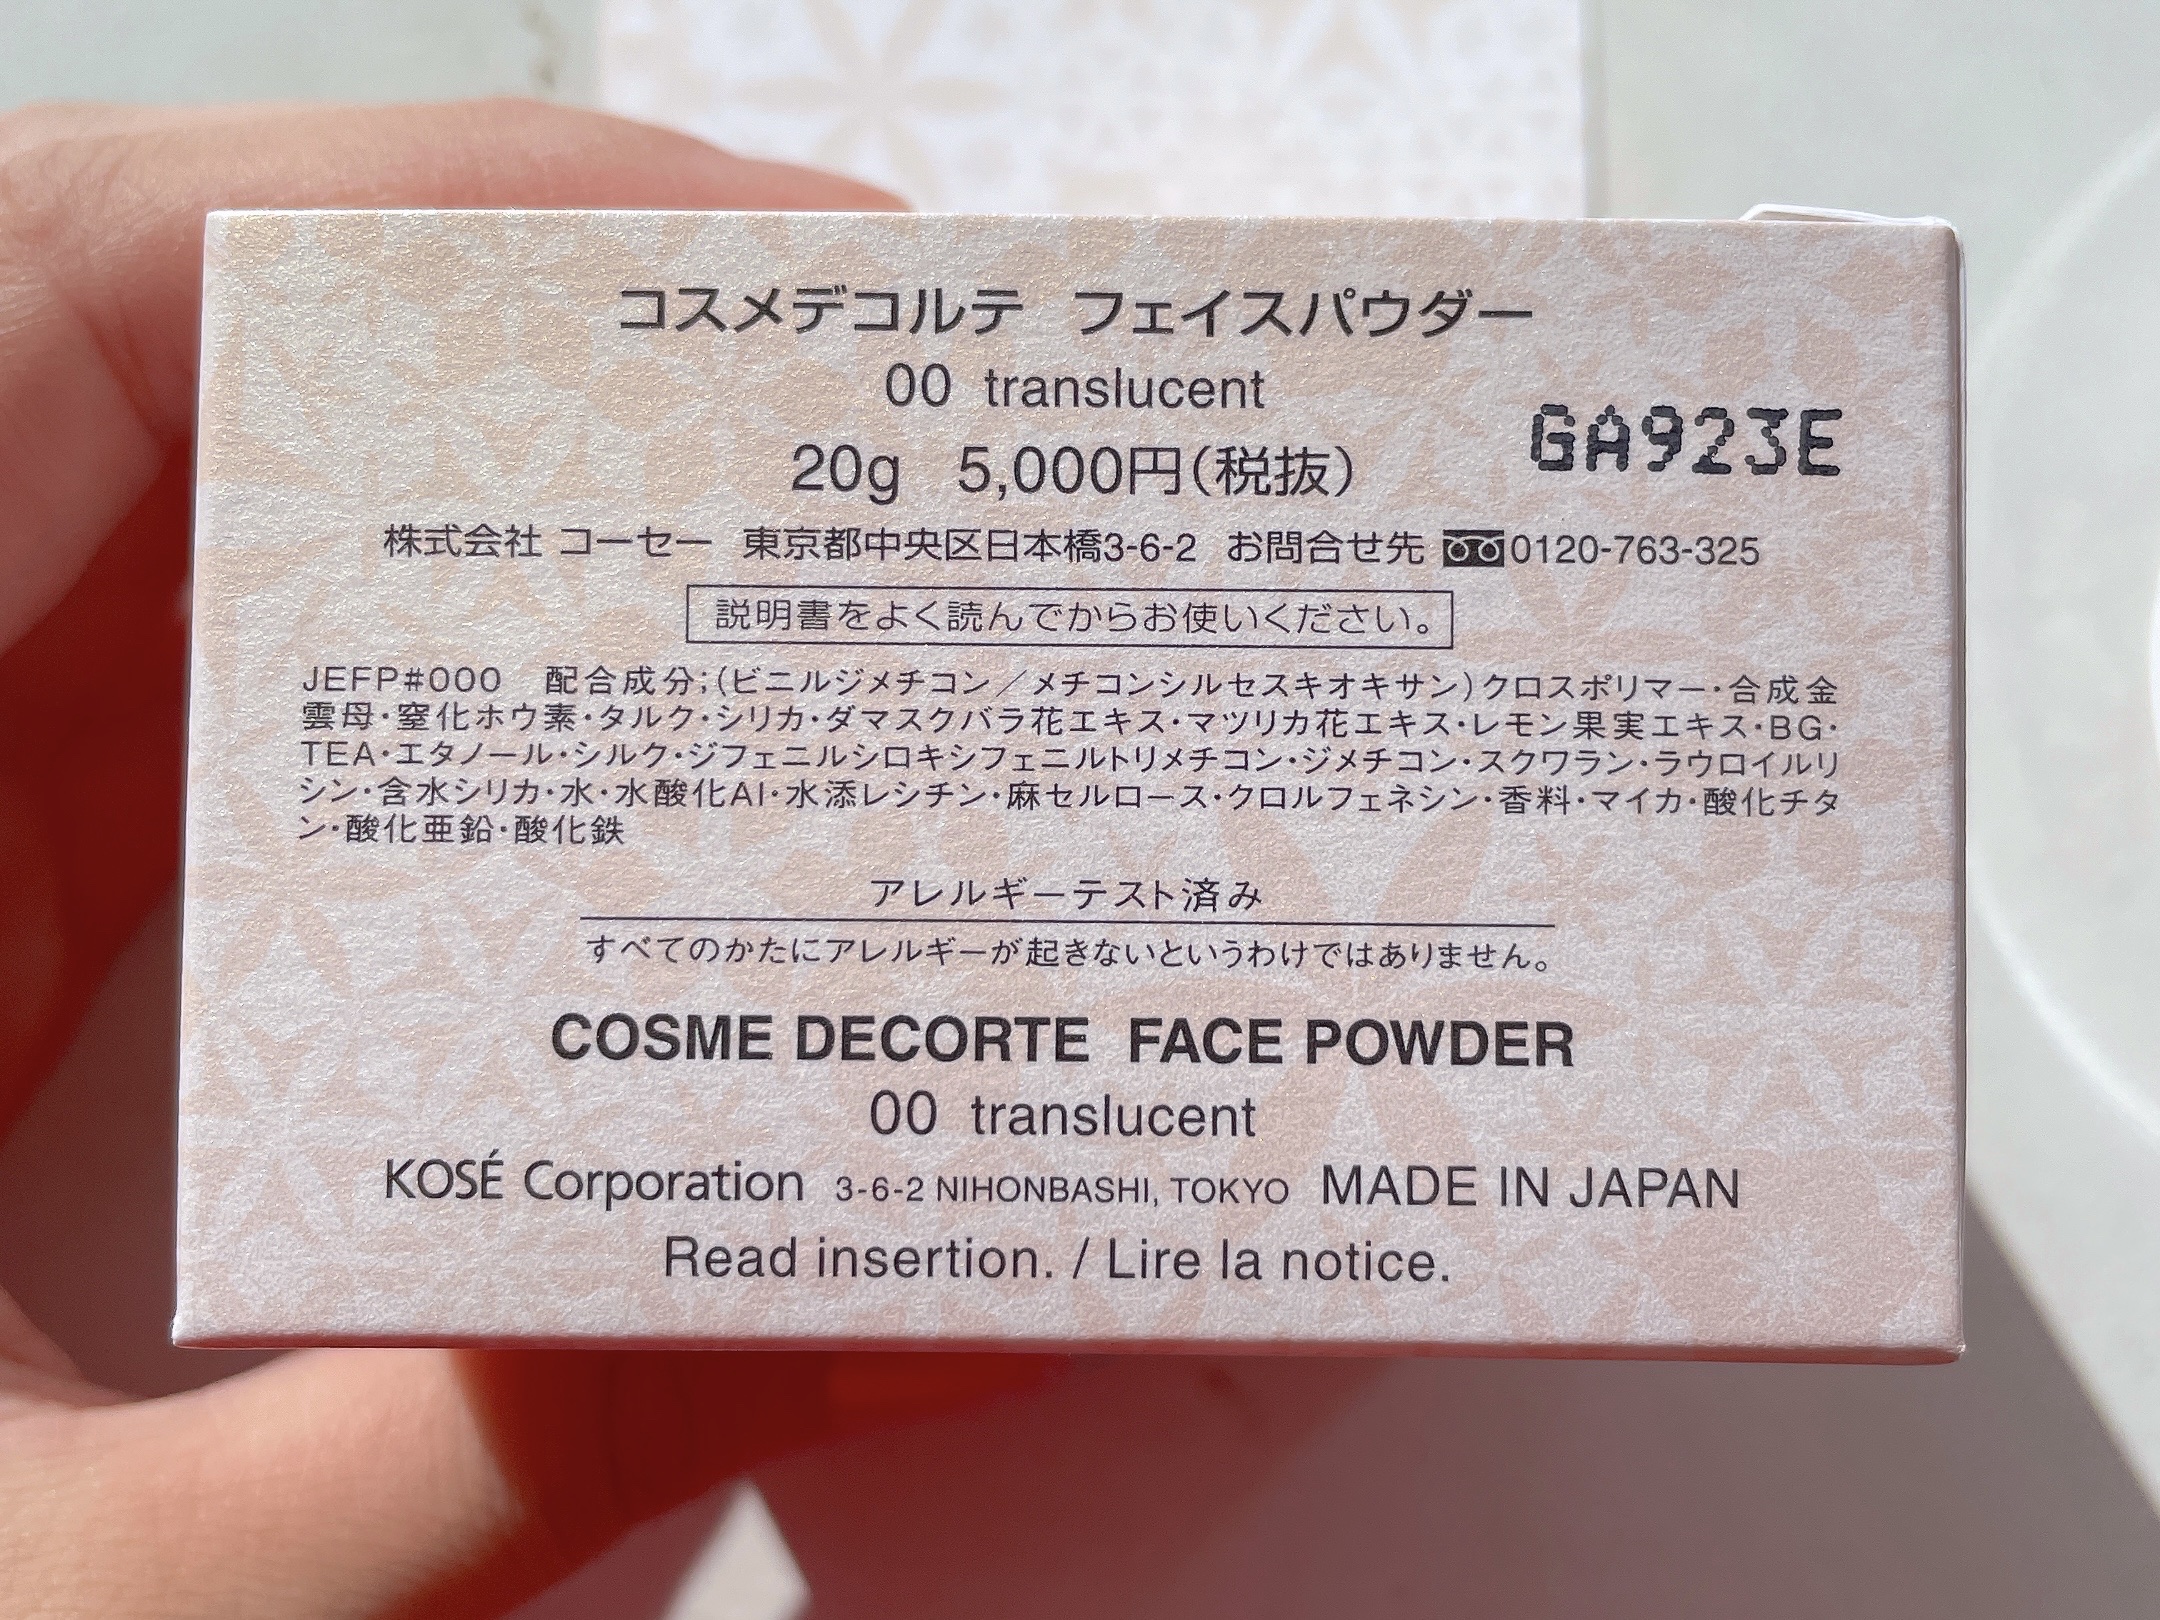 コスメデコルテ フェイスパウダー
00 translucent
GA923E
20g 5,000円(税抜)
株式会社 コーセー 東京都中央区日本橋3-6-2 お問合せ先 0120-763-325
説明書をよく読んでからお使いください。
JEFP#000 配合成分;(ビニルジメチコン/メチコンシルセスキオキサン)クロスポリマー・合成金
雲母・窒化ホウ素・タルク・シリカ・ダマスクバラ花エキス・マツリカ花エキス・レモン果実エキス・BG・
TEA・エタノール・シルク・ジフェニルシロキシフェニルトリメチコン・ジメチコン・スクワラン・ラウロイルリ
シン・含水シリカ・水・水酸化Al・水添レシチン・麻セルロース・クロルフェネシン・香料・マイカ・酸化チタ
ン・酸化亜鉛・酸化鉄
アレルギーテスト済み
すべてのかたにアレルギーが起きないというわけではありません。
COSME DECORTE FACE POWDER
00 translucent
KOSÉ Corporation 3-6-2 NIHONBASHI, TOKYO MADE IN JAPAN
Read insertion. / Lire la notice.